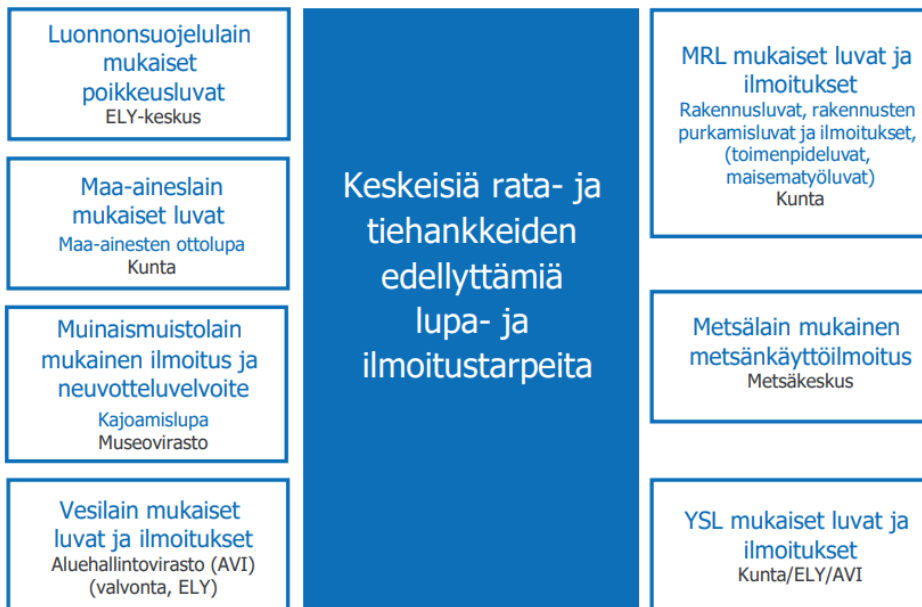 Luonnonsuojelulain
mukaiset
poikkeusluvat
ELY-keskus
Maa-aineslain
mukaiset luvat
Maa-ainesten ottolupa
Kunta
Muinaismuistolain
mukainen ilmoitus ja
neuvotteluvelvoite
Kajoamislupa
Museovirasto
Vesilain mukaiset
luvat ja ilmoitukset
Aluehallintovirasto (AVI)
(valvonta, ELY)
Keskeisiä rata- ja
tiehankkeiden
edellyttämiä
lupa- ja
ilmoitustarpeita
MRL mukaiset luvat ja
ilmoitukset
Rakennusluvat, rakennusten
purkamisluvat ja ilmoitukset,
(toimenpideluvat,
maisematyöluvat)
Kunta
Metsälain mukainen
metsänkäyttöilmoitus
Metsäkeskus
YSL mukaiset luvat ja
ilmoitukset
Kunta/ELY/AVI